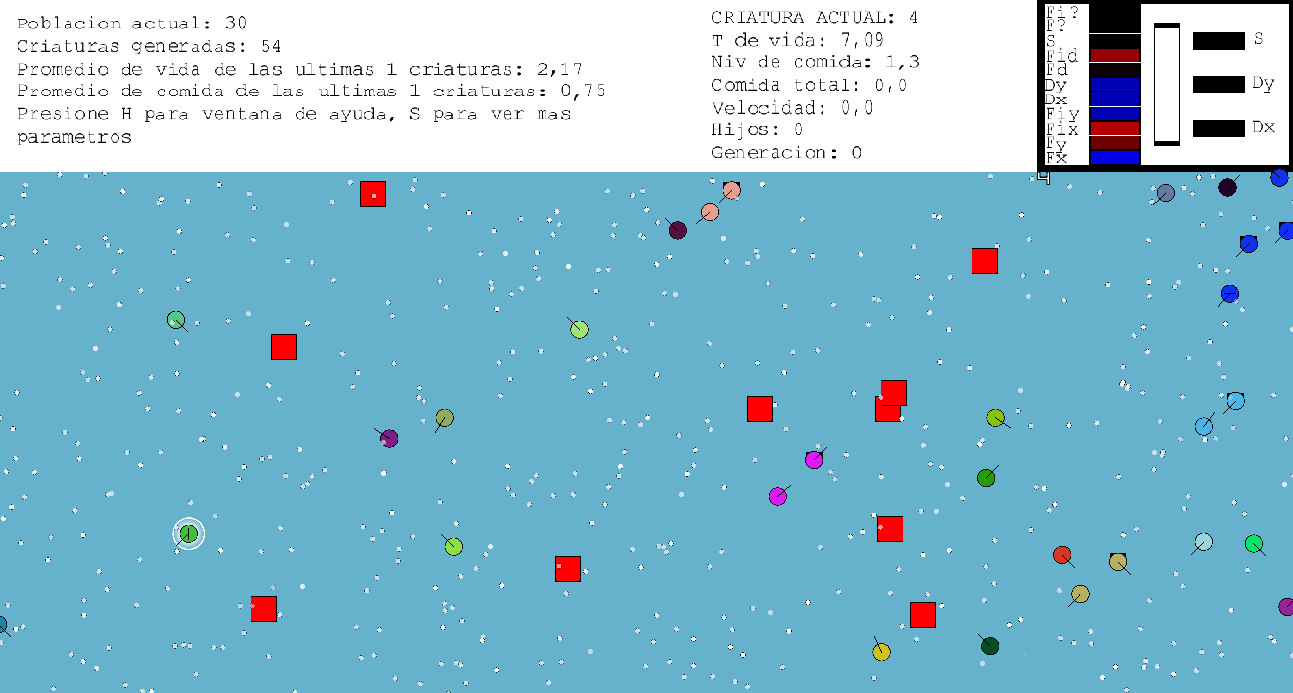 Poblacion actual: 30
Criaturas generadas: 54
Promedio de vida de las ultimas 1 criaturas: 2,17
Promedio de comida de las ultimas 1 criaturas: 0,75
Presione H para ventana de ayuda, S para ver mas
parametros
CRIATURA ACTUAL: 4
T de vida: 7,09
Niv de comida: 1,3
Comida total: 0,0
Velocidad: 0,0
Hijos: 0
Generacion: 0
Fi?
F?
S
Fid
Fd
Dy
Dx
Fiy
Fix
Fy
Fx
S
Dy
Dx